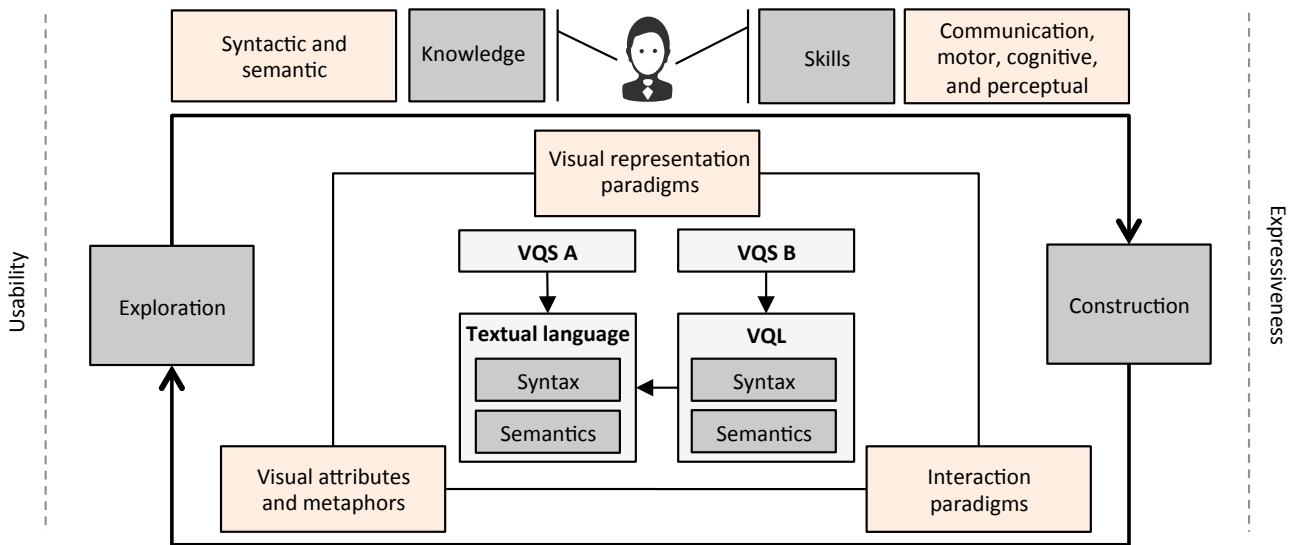 Syntactic and
semantic
Knowledge
Skills
Communication,
motor, cognitive,
and perceptual
Visual representation
paradigms
Usability
Expressiveness
VQS A
VQS B
Exploration
Construction
Textual language
VQL
Syntax
Syntax
Semantics
Semantics
Visual attributes
and metaphors
Interaction
paradigms